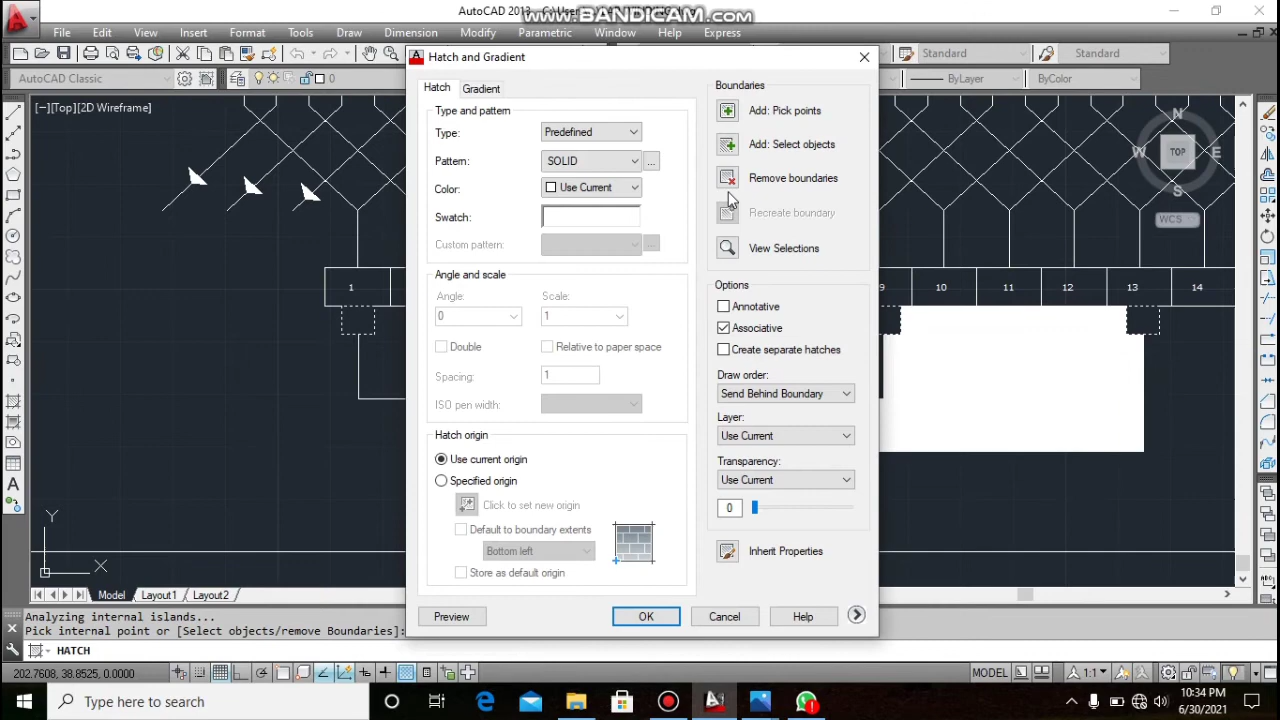 AutoCAD 2013
www.BANDICAM.com
File Edit View Insert Format Tools Draw Dimension Modify Parametric Window Help Express
Standard
Standard
AutoCAD Classic
0
ByLayer
ByColor
[−][Top][2D Wireframe]
Hatch and Gradient
Hatch
Gradient
Type and pattern
Type:
Predefined
Pattern:
SOLID
...
Color:
Use Current
Swatch:
Custom pattern:
...
Angle and scale
Angle:
Scale:
0
1
Double
Relative to paper space
Spacing:
1
ISO pen width:
Hatch origin
Use current origin
Specified origin
Click to set new origin
Default to boundary extents
Bottom left
Store as default origin
Preview
OK
Cancel
Help
Boundaries
Add: Pick points
Add: Select objects
Remove boundaries
Recreate boundary
View Selections
Options
Annotative
Associative
Create separate hatches
Draw order:
Send Behind Boundary
Layer:
Use Current
Transparency:
Use Current
0
Inherit Properties
N
W
TOP
E
S
WCS
1
9
10
11
12
13
14
Y
X
Model
Layout1
Layout2
Analyzing internal islands...
Pick internal point or [Select objects/remove Boundaries]:
HATCH
202.7608, 38.8525, 0.0000
MODEL
1:1
Type here to search
10:34 PM
6/30/2021